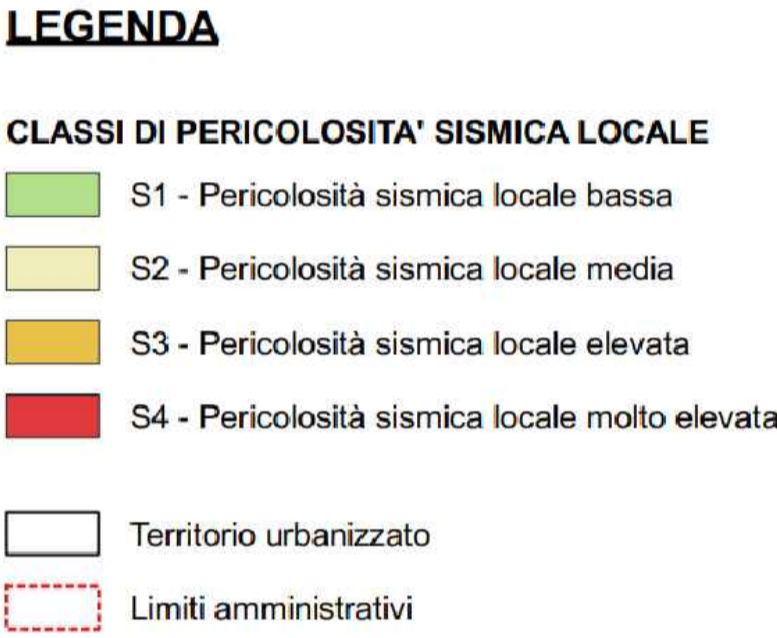 LEGENDA
CLASSI DI PERICOLOSITA' SISMICA LOCALE
S1 - Pericolosità sismica locale bassa
S2 - Pericolosità sismica locale media
S3 - Pericolosità sismica locale elevata
S4 - Pericolosità sismica locale molto elevata
Territorio urbanizzato
Limiti amministrativi